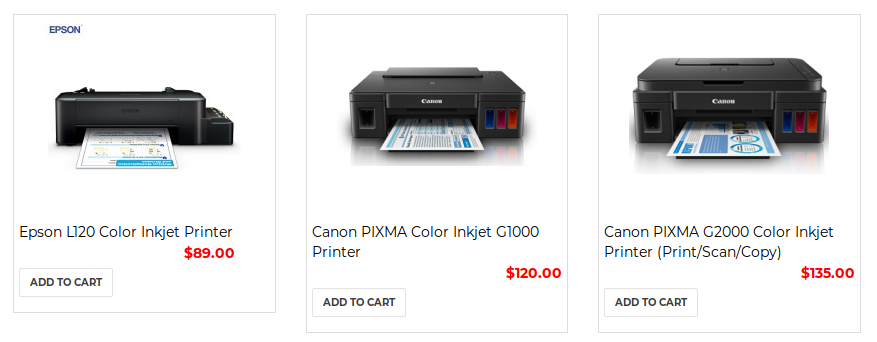 EPSON
EPSON
Canon
Canon
Epson L120 Color Inkjet Printer
$89.00
ADD TO CART
Canon PIXMA Color Inkjet G1000
Printer
$120.00
ADD TO CART
Canon PIXMA G2000 Color Inkjet
Printer (Print/Scan/Copy)
$135.00
ADD TO CART